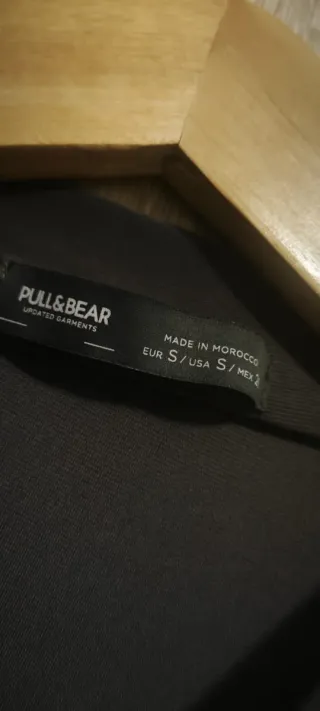 PULL&BEAR
UPDATED GARMENTS
MADE IN MOROCCO
EUR S / USA S / MEX